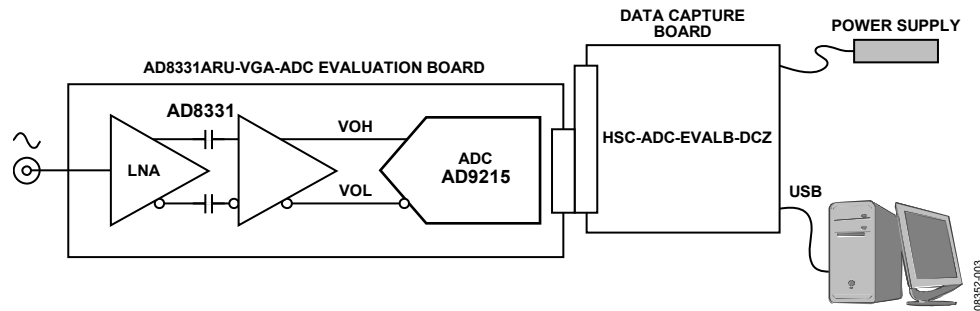 DATA CAPTURE
BOARD
POWER SUPPLY
AD8331ARU-VGA-ADC EVALUATION BOARD
AD8331
VOH
LNA
ADC
AD9215
HSC-ADC-EVALB-DCZ
VOL
USB
08352-003